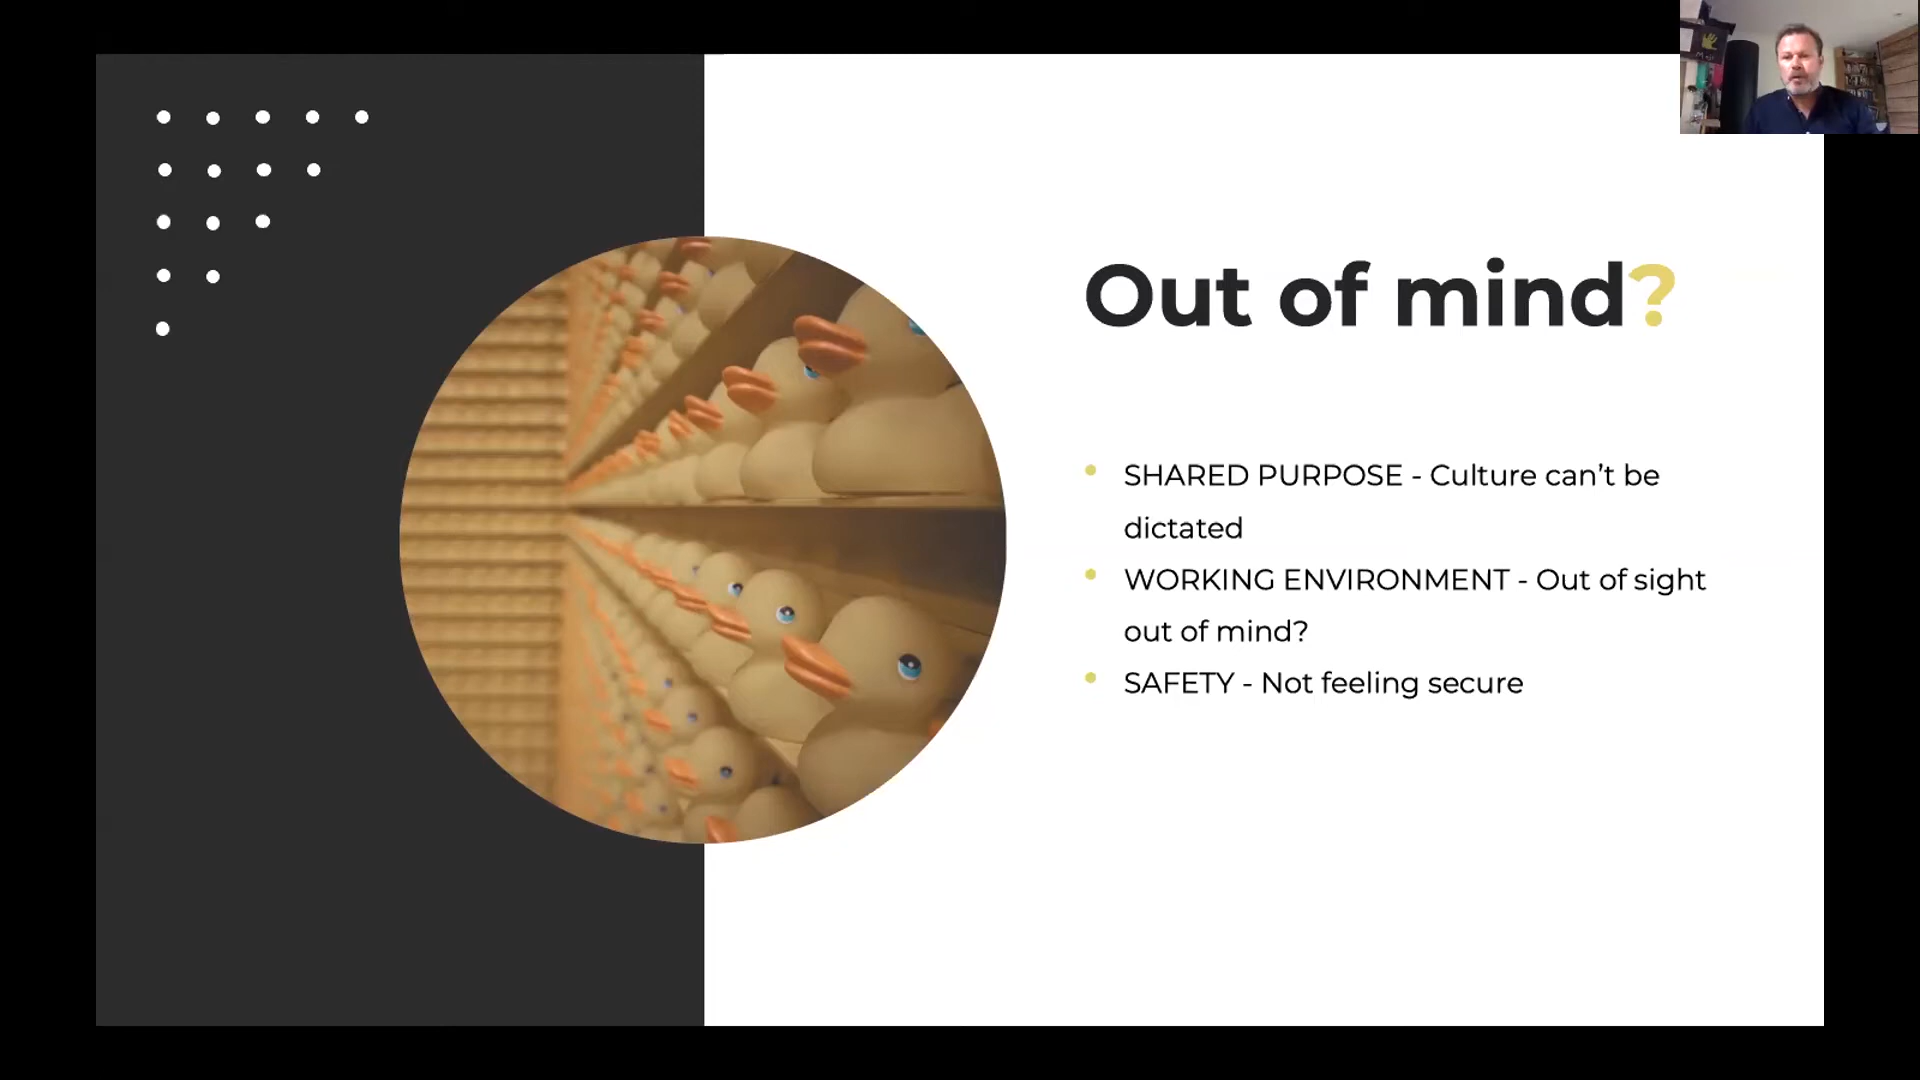 Out of mind?
• SHARED PURPOSE - Culture can’t be
dictated
• WORKING ENVIRONMENT - Out of sight
out of mind?
• SAFETY - Not feeling secure